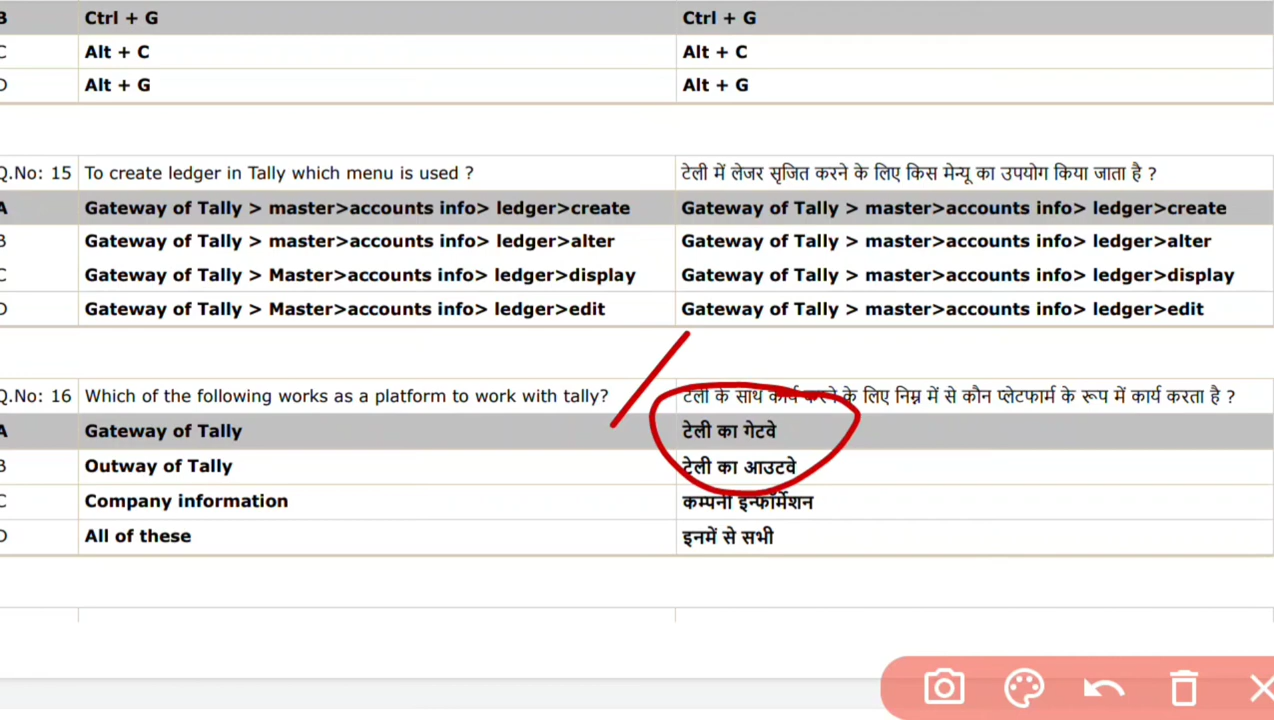 B Ctrl + G Ctrl + G
C Alt + C Alt + C
D Alt + G Alt + G
Q.No: 15 To create ledger in Tally which menu is used ? टेली में लेजर सृजित करने के लिए किस मेन्यू का उपयोग किया जाता है ?
A Gateway of Tally > master>accounts info> ledger>create Gateway of Tally > master>accounts info> ledger>create
B Gateway of Tally > master>accounts info> ledger>alter Gateway of Tally > master>accounts info> ledger>alter
C Gateway of Tally > Master>accounts info> ledger>display Gateway of Tally > master>accounts info> ledger>display
D Gateway of Tally > Master>accounts info> ledger>edit Gateway of Tally > master>accounts info> ledger>edit
Q.No: 16 Which of the following works as a platform to work with tally? टेली के साथ कार्य करने के लिए निम्न में से कौन प्लेटफार्म के रूप में कार्य करता है ?
A Gateway of Tally टेली का गेटवे
B Outway of Tally टेली का आउटवे
C Company information कम्पनी इन्फॉर्मेशन
D All of these इनमें से सभी